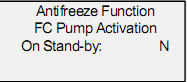 Antifreeze Function
FC Pump Activation
On Stand-by: N